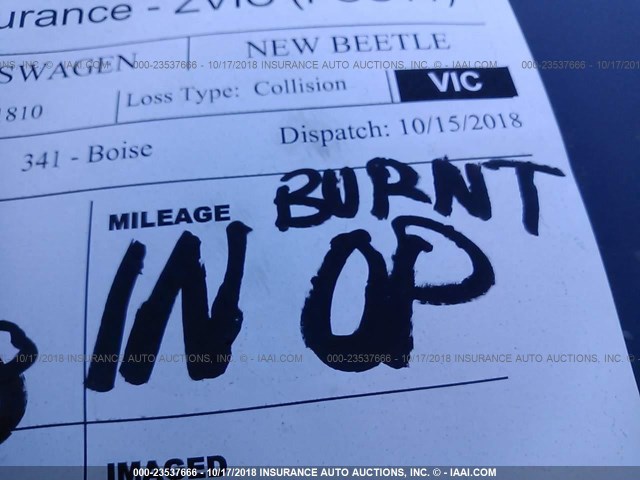 NEW BEETLE
000-23537666 - 10/17/2018 INSURANCE AUTO AUCTIONS, INC. © - IAAI.COM
Loss Type: Collision VIC
341 - Boise Dispatch: 10/15/2018
MILEAGE BURNT
IN OP
10/17/2018 INSURANCE AUTO AUCTIONS, INC. © - IAAI.COM 000-23537666 - 10/17/2018 INSURANCE AUTO AUCTIONS, INC. © - IAAI.COM
IMAGED
000-23537666 - 10/17/2018 INSURANCE AUTO AUCTIONS, INC. © - IAAI.COM